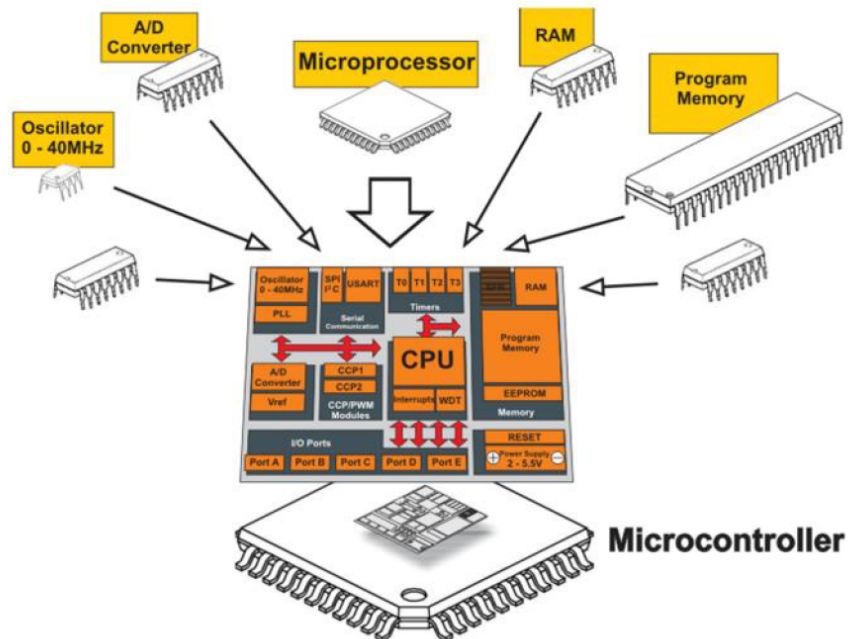 A/D
Converter
Microprocessor
RAM
Program
Memory
Oscillator
0 - 40MHz
Oscillator
0 - 40MHz
PLL
SPI
I²C
USART
Serial
Communication
T0 T1 T2 T3
Timers
RAM
Program
Memory
EEPROM
Memory
CPU
Interrupts WDT
A/D
Converter
Vref
CCP1
CCP2
CCP/PWM
Modules
I/O Ports
Port A Port B Port C Port D Port E
RESET
Power Supply
2 - 5.5V
+ −
Microcontroller